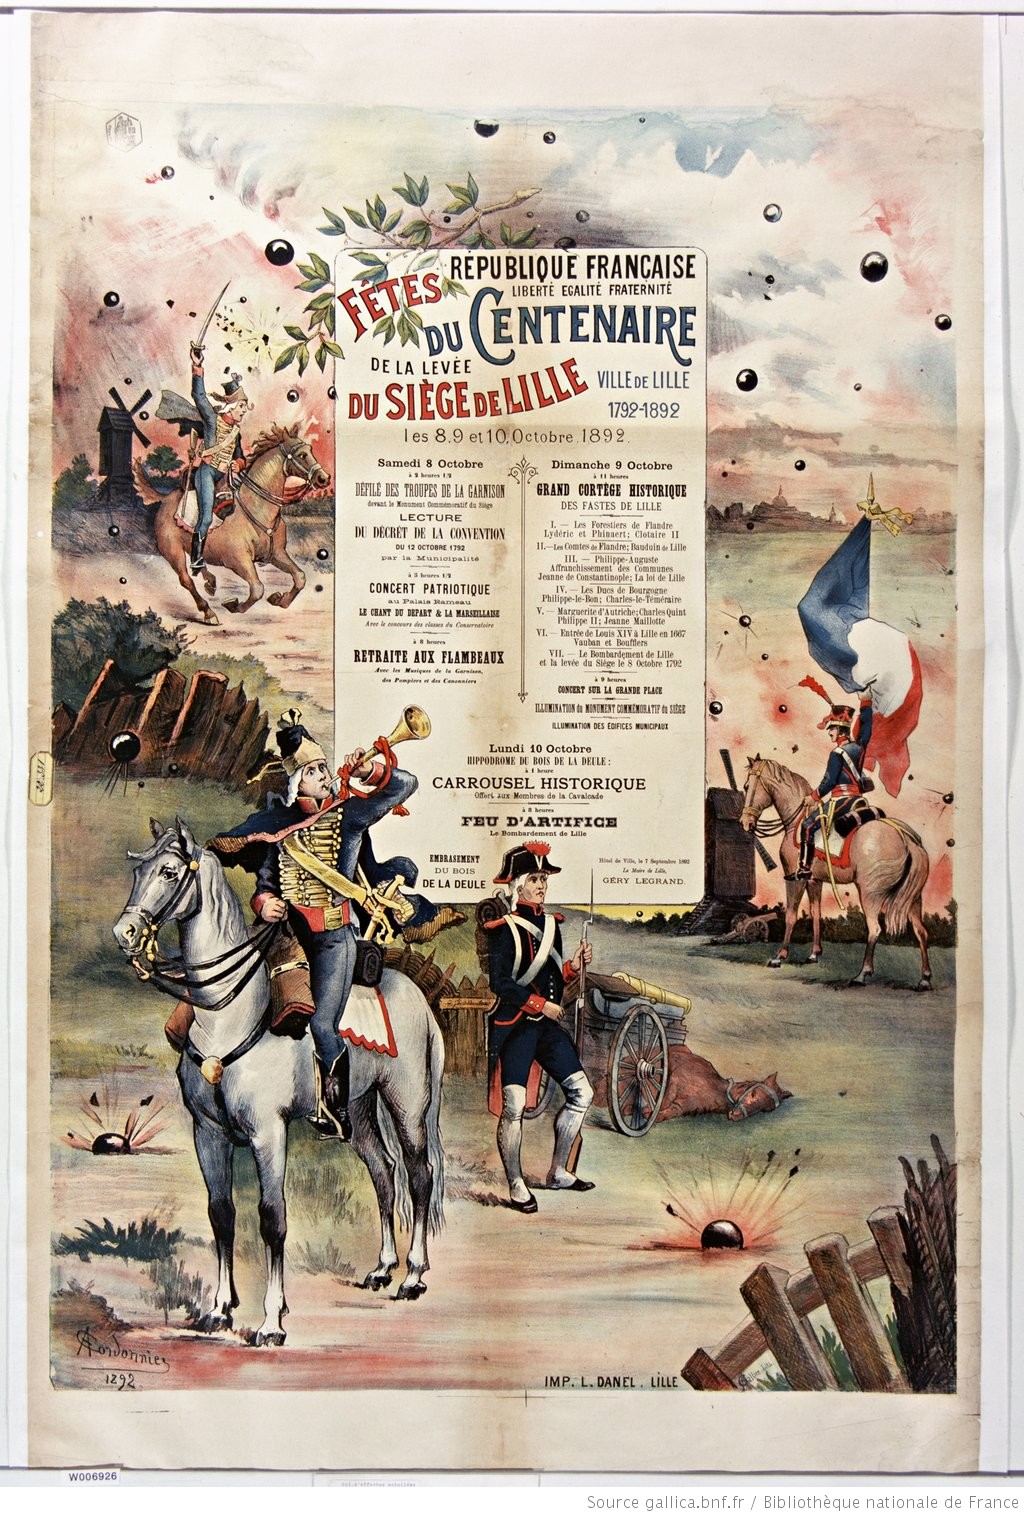 RÉPUBLIQUE FRANÇAISE
LIBERTÉ EGALITÉ FRATERNITÉ
FÊTES
DU CENTENAIRE
DE LA LEVÉE
DU SIÈGE DE LILLE
VILLE DE LILLE
1792-1892
les 8.9 et 10, Octobre 1892.
Samedi 8 Octobre
à 2 heures 1/2
DÉFILÉ DES TROUPES DE LA GARNISON
devant le Monument Commémoratif du Siège
LECTURE
DU DÉCRET DE LA CONVENTION
DU 12 OCTOBRE 1792
par la Municipalité
à 3 heures 1/2
CONCERT PATRIOTIQUE
au Palais Rameau
LE CHANT DU DEPART & LA MARSEILLAISE
Avec le concours des classes du Conservatoire
à 8 heures
RETRAITE AUX FLAMBEAUX
Avec les Musiques de la Garnison,
des Pompiers et des Canonniers
Dimanche 9 Octobre
à 11 heures
GRAND CORTÈGE HISTORIQUE
DES FASTES DE LILLE
I. — Les Forestiers de Flandre
Lydéric et Phinaert; Clotaire II
II.—Les Comtes de Flandre; Bauduin de Lille
III. — Philippe-Auguste
Affranchissement des Communes
Jeanne de Constantinople; La loi de Lille
IV. — Les Ducs de Bourgogne
Philippe-le-Bon; Charles-le-Téméraire
V. — Marguerite d'Autriche; Charles Quint
Philippe II; Jeanne Maillotte
VI. — Entrée de Louis XIV à Lille en 1667
Vauban et Boufflers
VII. — Le Bombardement de Lille
et la levée du Siège le 8 Octobre 1792
à 9 heures
CONCERT SUR LA GRANDE PLACE
ILLUMINATION DU MONUMENT COMMÉMORATIF DU SIÈGE
ILLUMINATION DES ÉDIFICES MUNICIPAUX
Lundi 10 Octobre
HIPPODROME DU BOIS DE LA DEULE:
à 1 heure
CARROUSEL HISTORIQUE
Offert aux Membres de la Cavalcade
à 8 heures
FEU D'ARTIFICE
Le Bombardement de Lille
EMBRASEMENT
DU BOIS
DE LA DEULE
Hôtel de Ville, le 7 Septembre 1892
Le Maire de Lille,
GÉRY LEGRAND.
A Cordonnier
1892
IMP. L. DANEL. LILLE
W006926
Source gallica.bnf.fr / Bibliothèque nationale de France